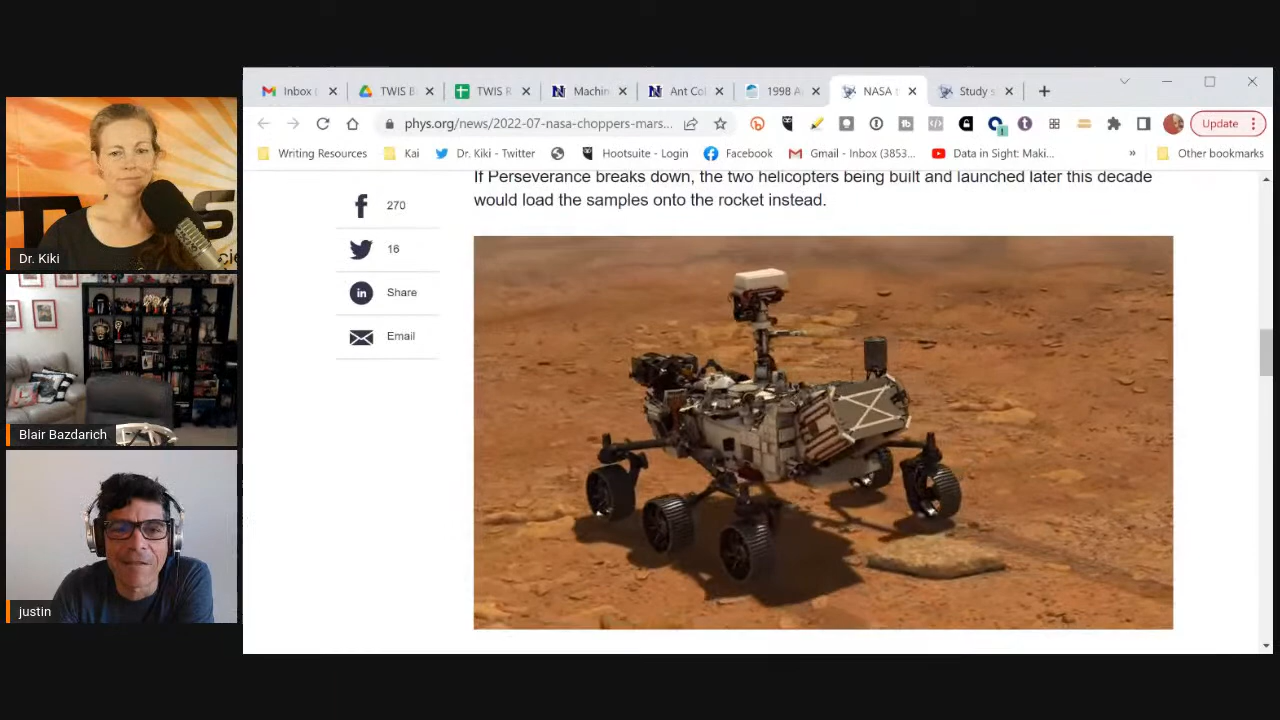 Dr. Kiki
Blair Bazdarich
justin
Inbox (
TWIS B
TWIS R
Machin
Ant Col
1998 A
NASA
Study s
phys.org/news/2022-07-nasa-choppers-mars...
Update
Writing Resources
Kai
Dr. Kiki - Twitter
Hootsuite - Login
Facebook
Gmail - Inbox (3853...
Data in Sight: Maki...
»
Other bookmarks
If Perseverance breaks down, the two helicopters being built and launched later this decade
would load the samples onto the rocket instead.
270
16
Share
Email